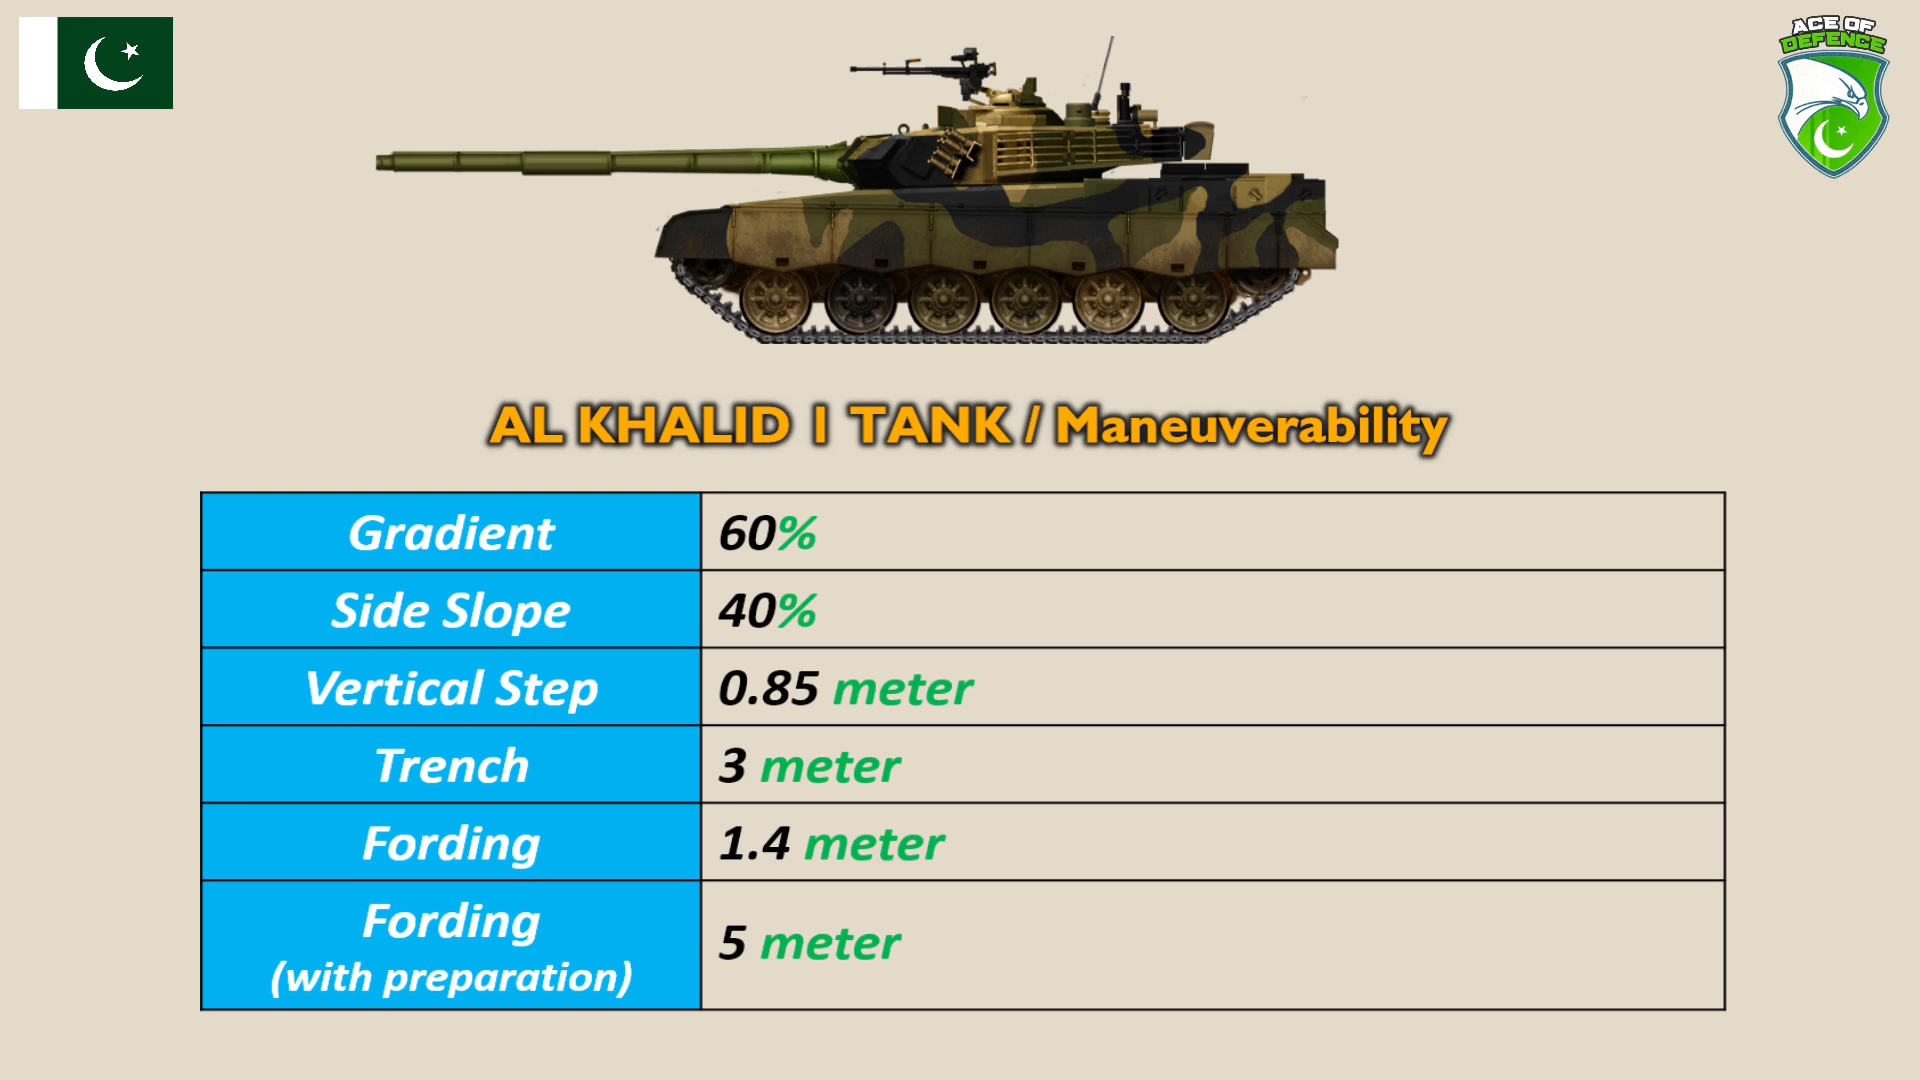 ACE OF
DEFENCE
AL KHALID 1 TANK / Maneuverability
Gradient 60%
Side Slope 40%
Vertical Step 0.85 meter
Trench 3 meter
Fording 1.4 meter
Fording
(with preparation) 5 meter